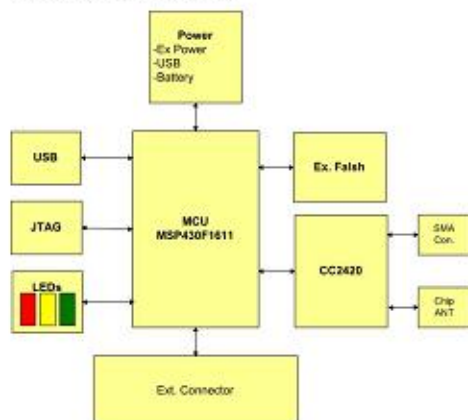 Power
-Ex Power
-USB
-Battery
USB
Ex. Falsh
MCU
MSP430F1611
JTAG
SMA
Con.
CC2420
LEDs
Chip
ANT
Ext. Connector